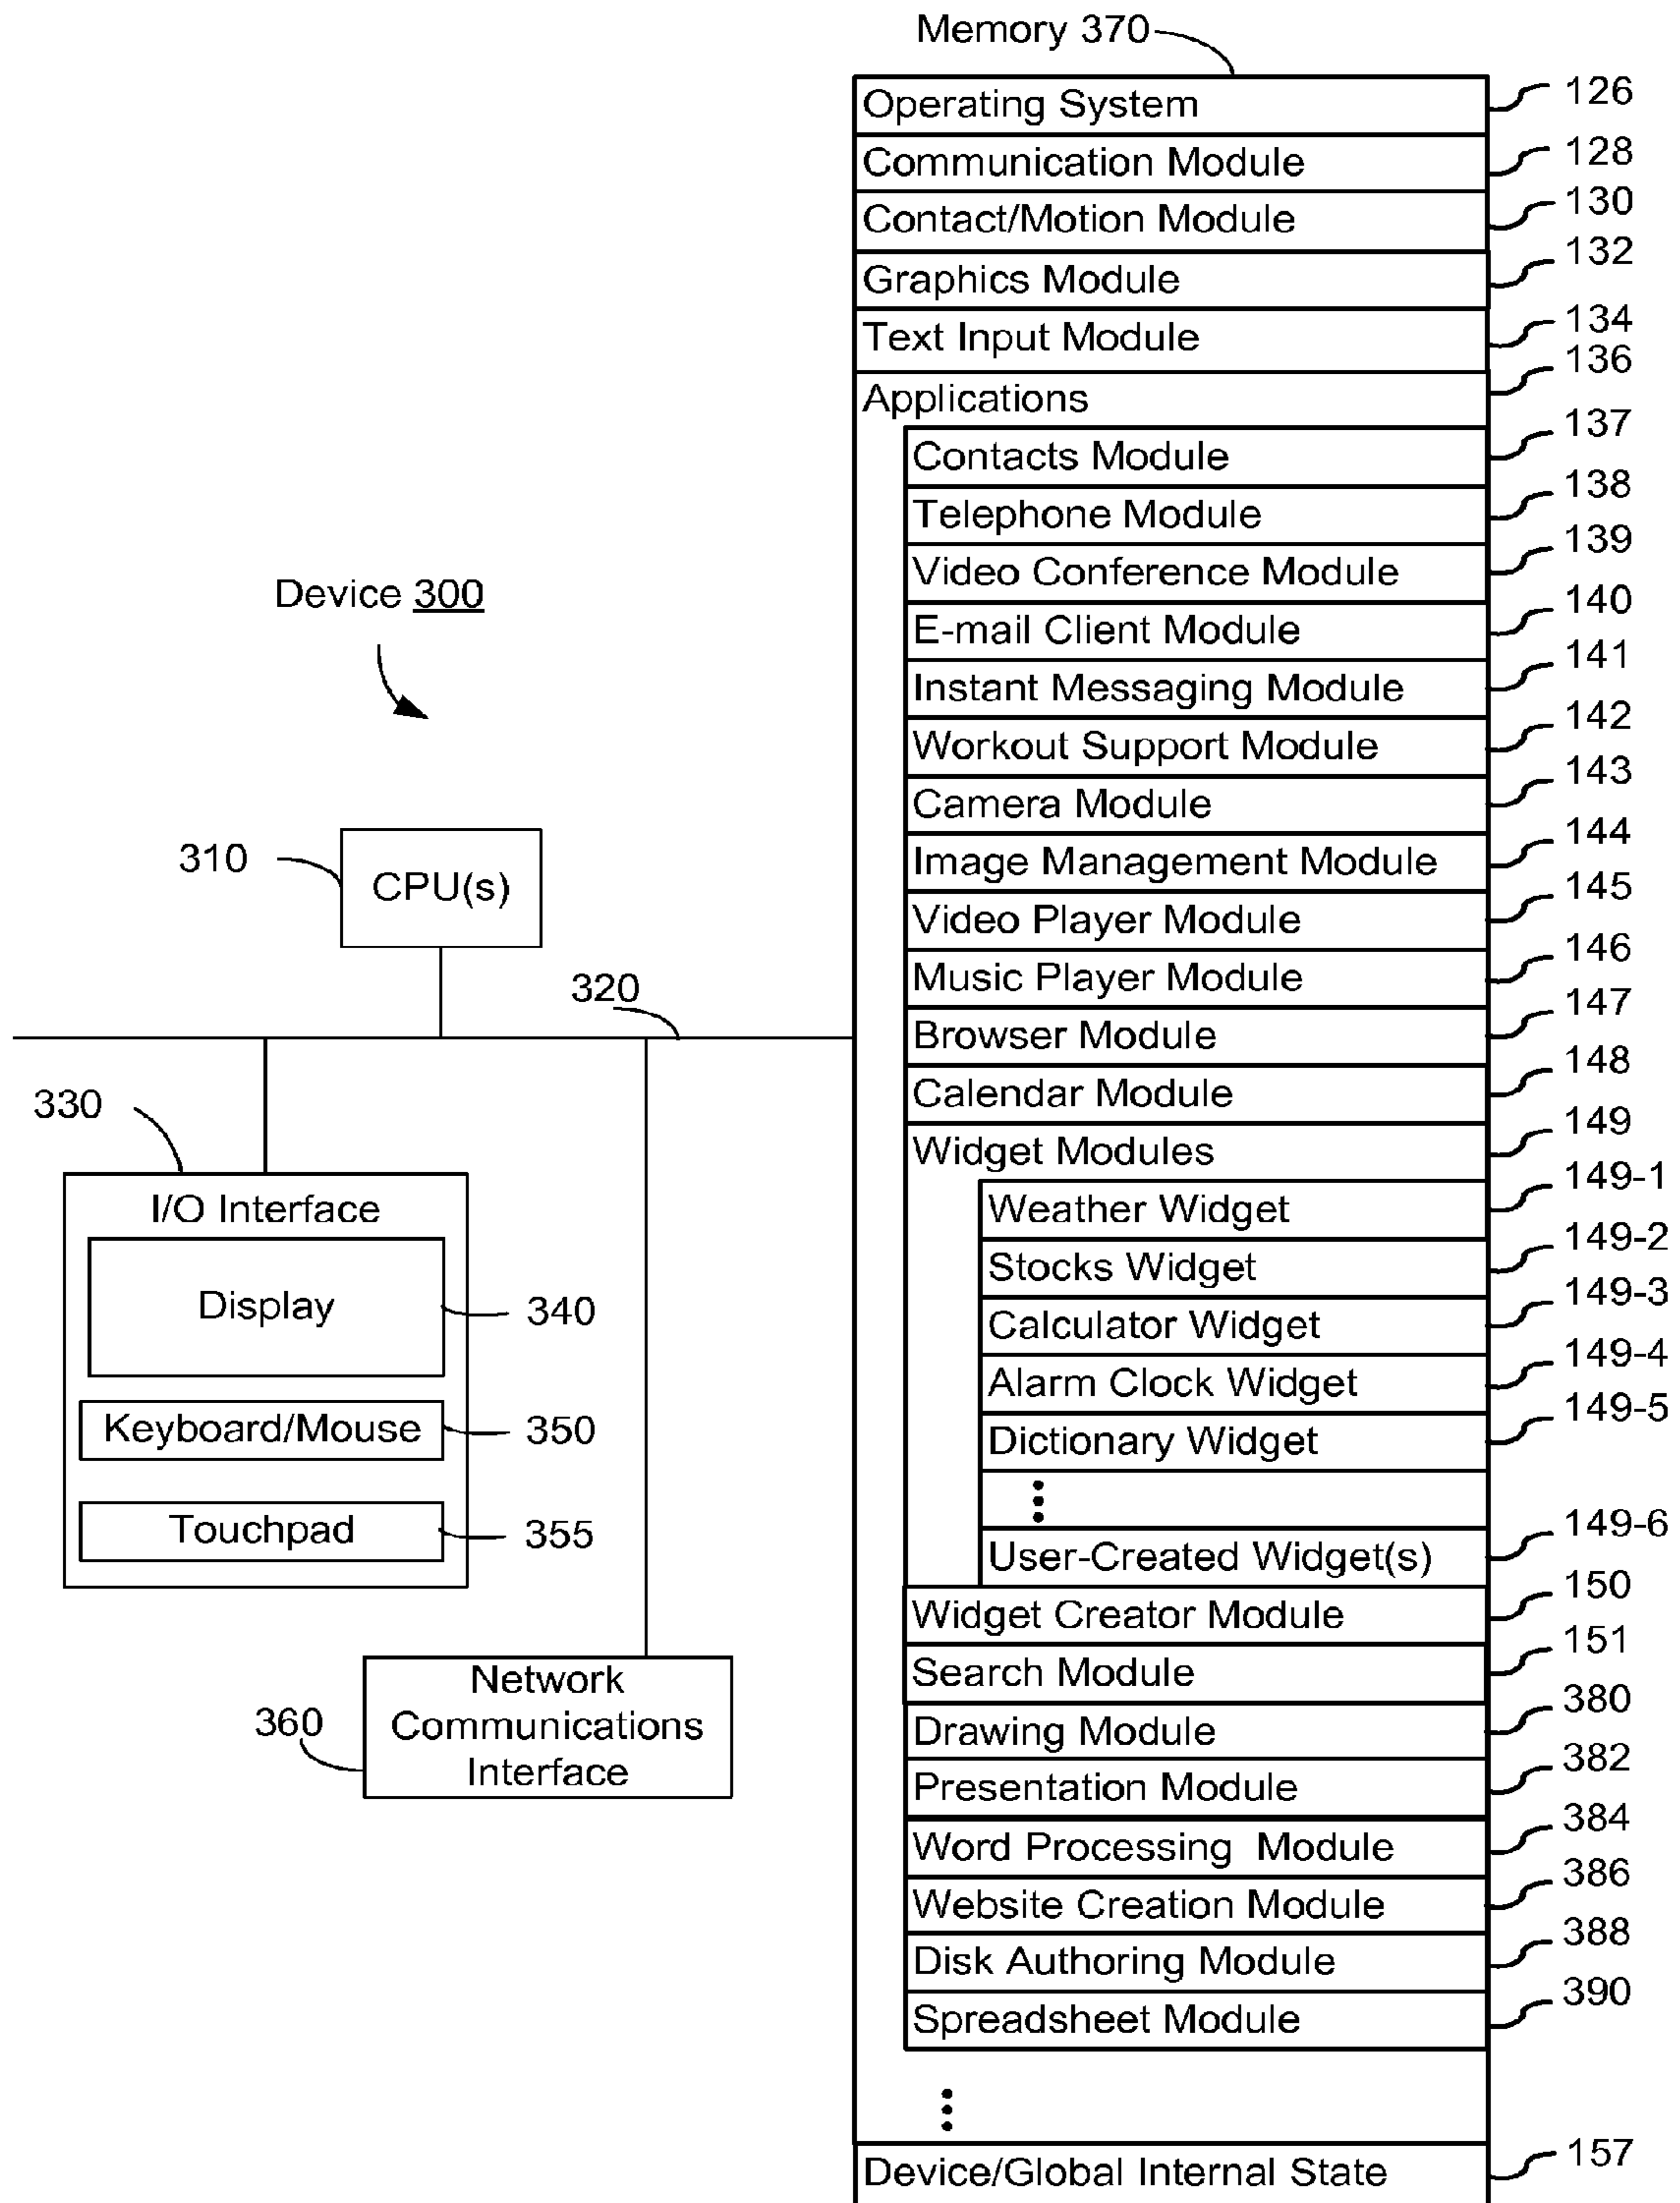 Memory 370
Operating System 126
Communication Module 128
Contact/Motion Module 130
Graphics Module 132
Text Input Module 134
Applications 136
Contacts Module 137
Telephone Module 138
Video Conference Module 139
E-mail Client Module 140
Instant Messaging Module 141
Workout Support Module 142
Camera Module 143
Image Management Module 144
Video Player Module 145
Music Player Module 146
Browser Module 147
Calendar Module 148
Widget Modules 149
Weather Widget 149-1
Stocks Widget 149-2
Calculator Widget 149-3
Alarm Clock Widget 149-4
Dictionary Widget 149-5
User-Created Widget(s) 149-6
Widget Creator Module 150
Search Module 151
Drawing Module 380
Presentation Module 382
Word Processing Module 384
Website Creation Module 386
Disk Authoring Module 388
Spreadsheet Module 390
Device/Global Internal State 157
Device 300
310
CPU(s)
320
330
I/O Interface
Display 340
Keyboard/Mouse 350
Touchpad 355
360
Network
Communications
Interface